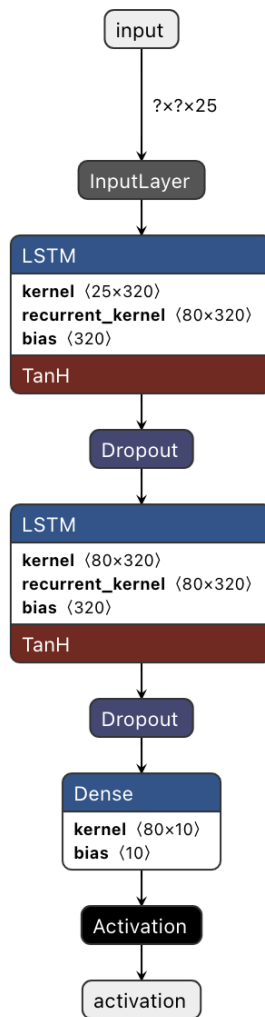 input
?×?×25
InputLayer
LSTM
kernel ⟨25×320⟩
recurrent_kernel ⟨80×320⟩
bias ⟨320⟩
TanH
Dropout
LSTM
kernel ⟨80×320⟩
recurrent_kernel ⟨80×320⟩
bias ⟨320⟩
TanH
Dropout
Dense
kernel ⟨80×10⟩
bias ⟨10⟩
Activation
activation